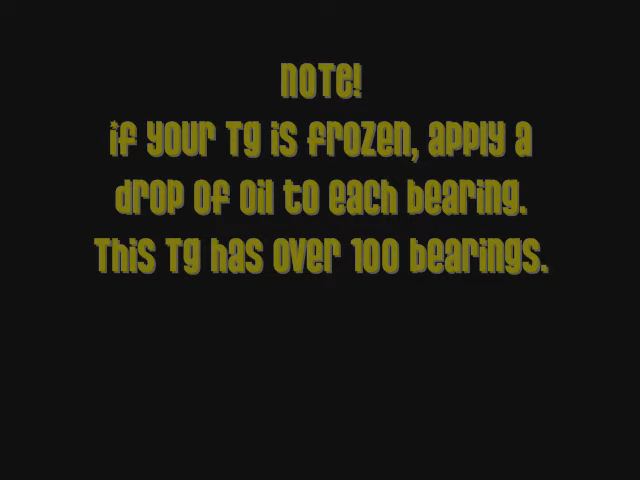 NOTE!
if your Tg is frozen, apply a
drop of oil to each bearing.
This Tg has over 100 bearings.